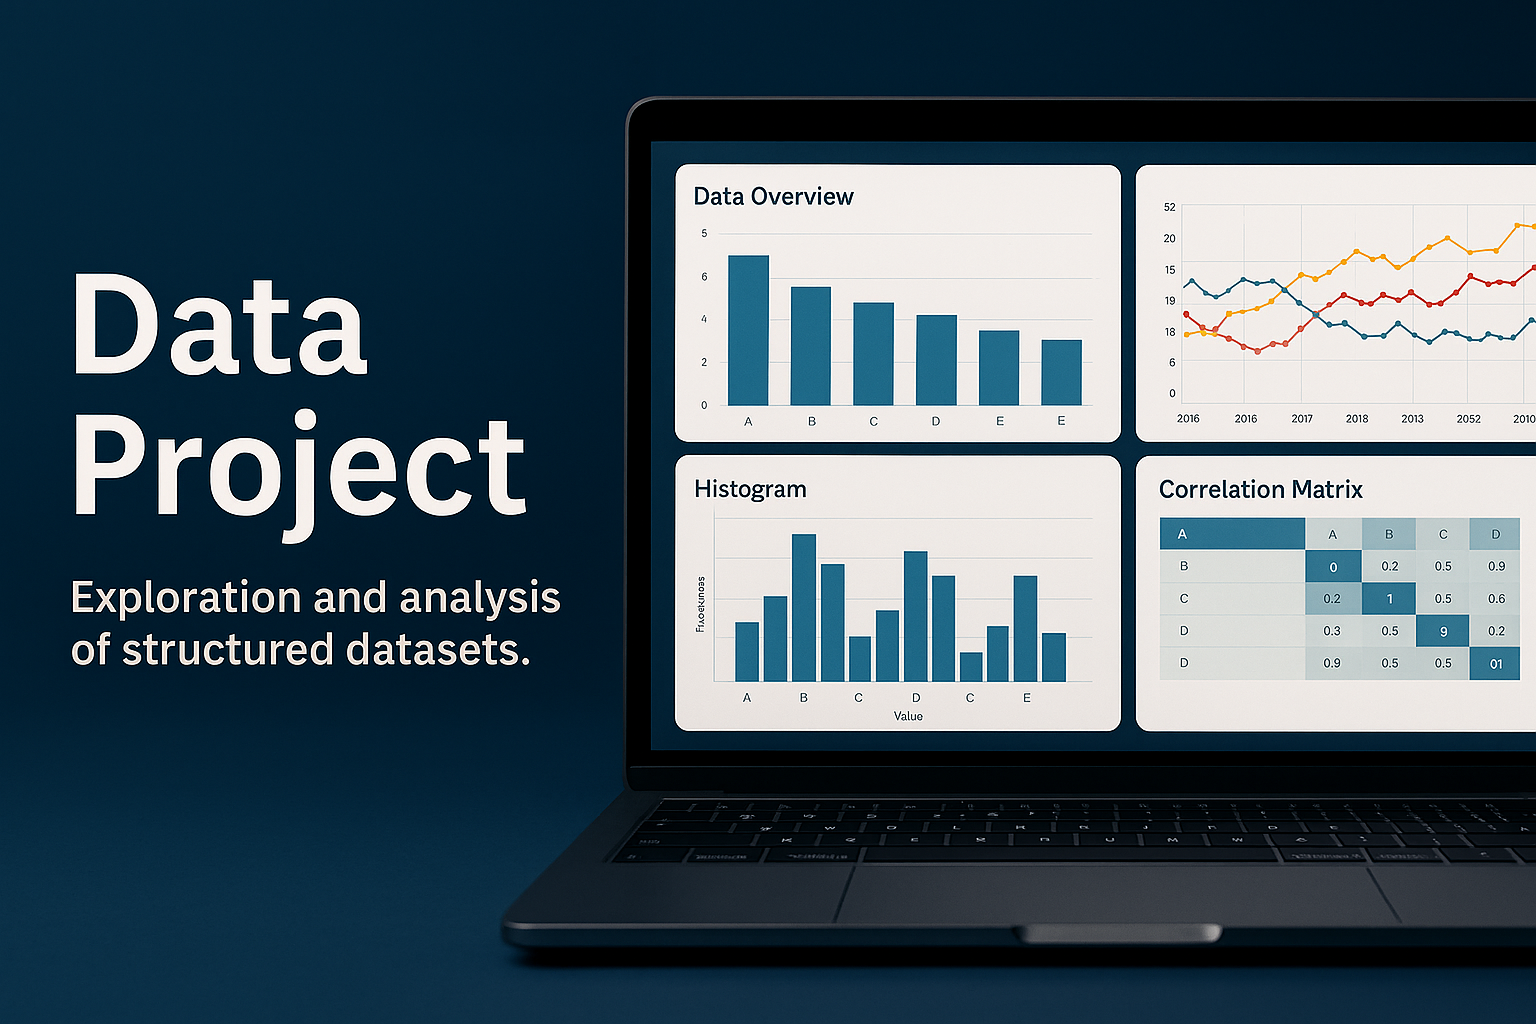 Data
Project
Exploration and analysis
of structured datasets.
Data Overview
5
6
4
2
0
A B C D E E
52
20
15
19
18
6
0
2016 2016 2017 2018 2013 2052 2010
Histogram
A B C D C E
Value
Correlation Matrix
A A B C D
B 0 0.2 0.5 0.9
C 0.2 1 0.5 0.6
D 0.3 0.5 9 0.2
D 0.9 0.5 0.5 01